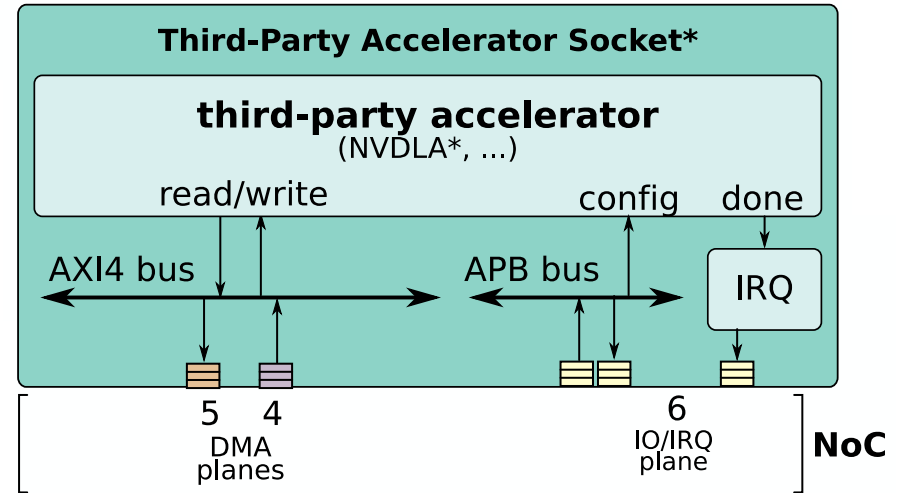 Third-Party Accelerator Socket*
third-party accelerator
(NVDLA*, ...)
read/write
config
done
AXI4 bus
APB bus
IRQ
5
4
6
DMA
planes
IO/IRQ
plane
NoC